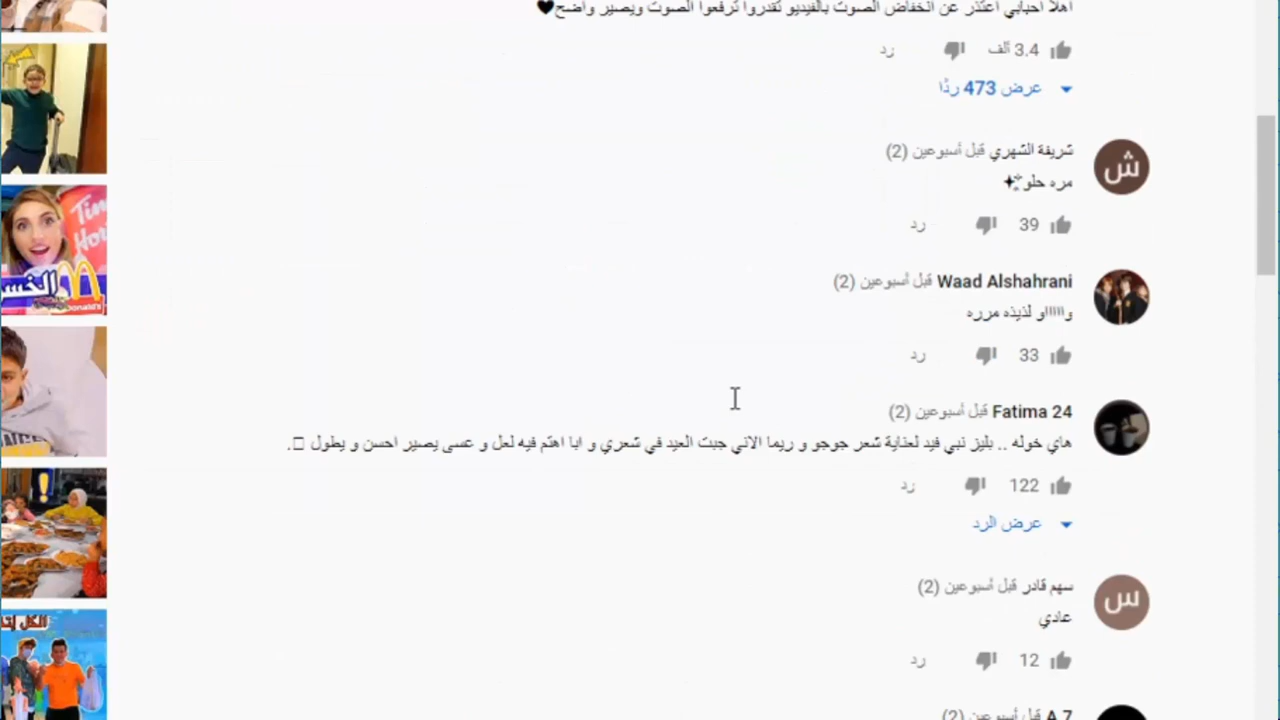 اهلا احبابي اعتذر عن انخفاض الصوت بالفيديو تقدروا ترفعوا الصوت ويصير واضح🖤
3.4 ألف
رد
عرض 473 ردًا
شريفة الشهري قبل أسبوعين (2)
مره حلو✨
39
رد
Waad Alshahrani قبل أسبوعين (2)
واااااو لذيذه مرره
33
رد
Fatima 24 قبل أسبوعين (2)
هاي خوله .. بليز نبي فيد لعناية شعر جوجو و ريما الاني جبت العيد في شعري و ابا اهتم فيه لعل و عسى يصير احسن و يطول □.
122
رد
عرض الرد
سهم قادر قبل أسبوعين (2)
عادي
12
رد
A.7 قبل أسبوعين (2)
ش
س